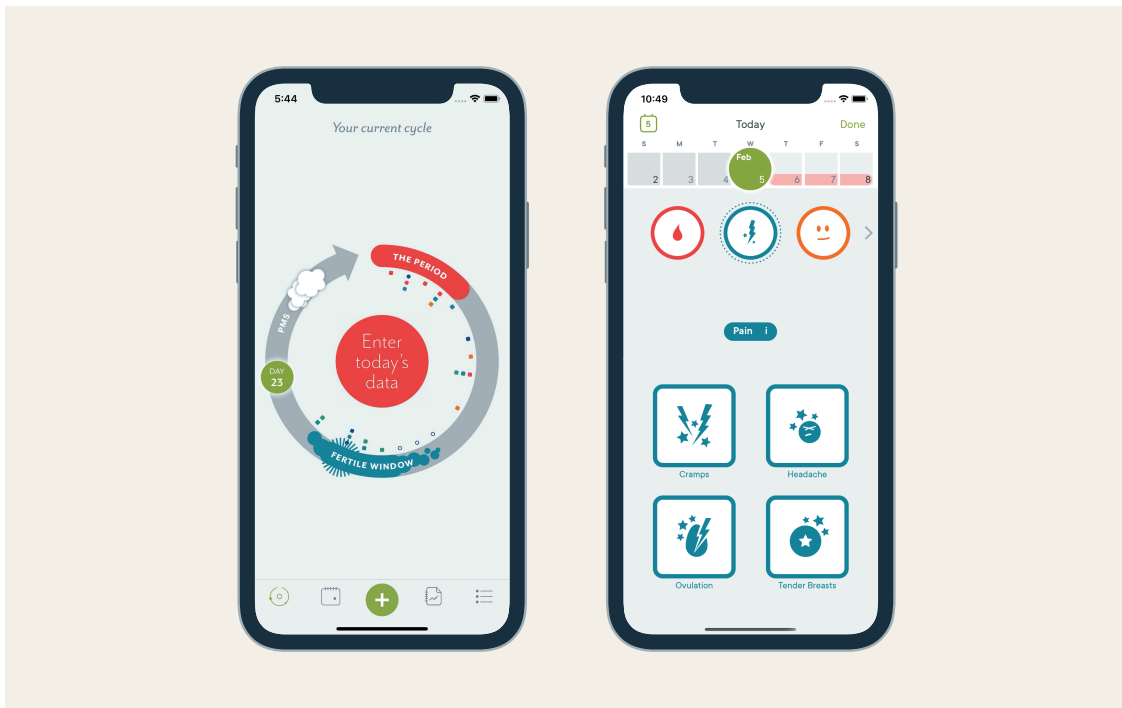 5:44
Your current cycle
THE PERIOD
PMS
Enter
today's
data
DAY
23
FERTILE WINDOW
10:49
5
Today
Done
S M T W T F S
Feb
2 3 4 5 6 7 8
Pain i
Cramps
Headache
Ovulation
Tender Breasts